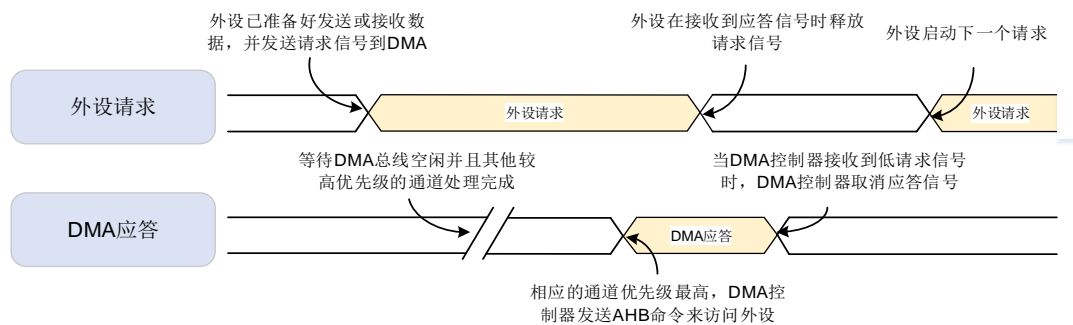 外设已准备好发送或接收数
据，并发送请求信号到DMA
外设在接收到应答信号时释放
请求信号
外设启动下一个请求
外设请求
外设请求
外设请求
等待DMA总线空闲并且其他较
高优先级的通道处理完成
当DMA控制器接收到低请求信号
时，DMA控制器取消应答信号
DMA应答
DMA应答
相应的通道优先级最高，DMA控
制器发送AHB命令来访问外设